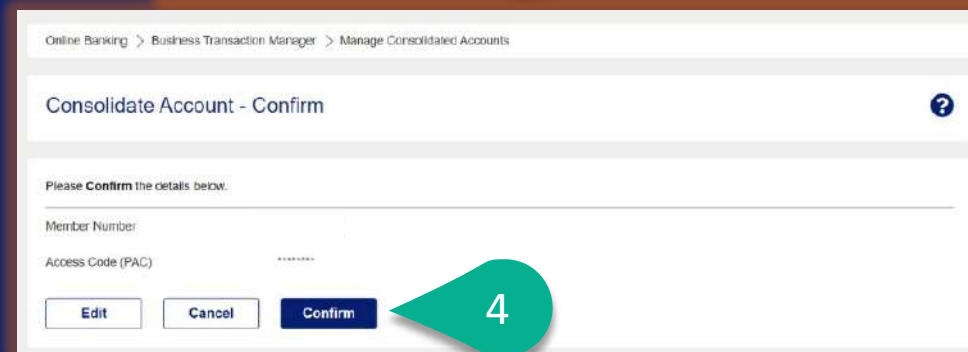 Online Banking > Business Transaction Manager > Manage Consolidated Accounts
Consolidate Account - Confirm ?
Please Confirm the details below.
Member Number
Access Code (PAC) ********
Edit Cancel Confirm 4